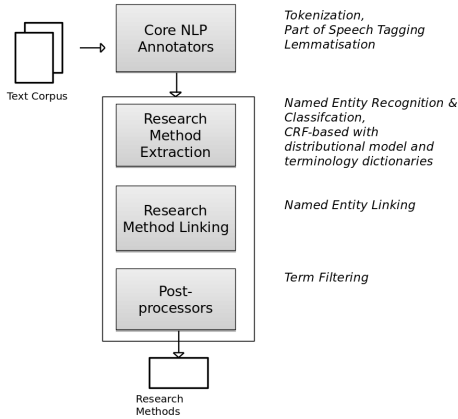 Core NLP
Annotators
Tokenization,
Part of Speech Tagging
Lemmatisation
Text Corpus
Research
Method
Extraction
Named Entity Recognition &
Classifcation,
CRF-based with
distributional model and
terminology dictionaries
Research
Method Linking
Named Entity Linking
Post-
processors
Term Filtering
Research
Methods